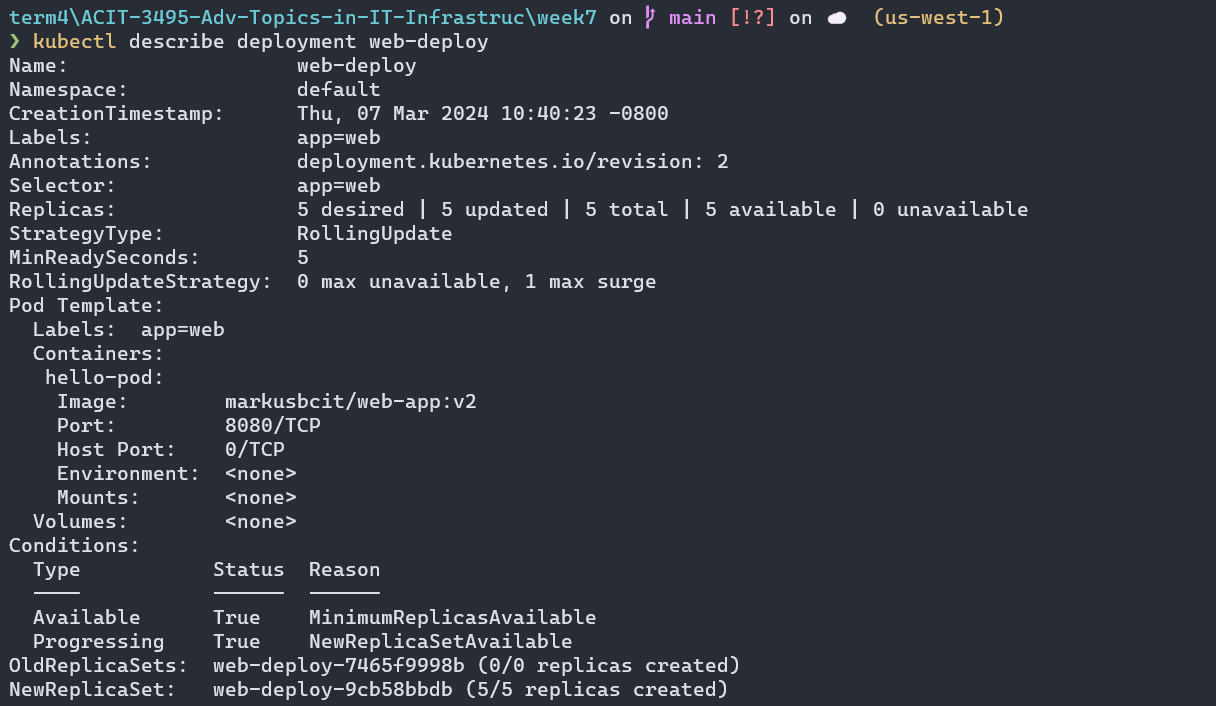 term4\ACIT-3495-Adv-Topics-in-IT-Infrastruc\week7 on main [!?] on (us-west-1)
❯ kubectl describe deployment web-deploy
Name:                   web-deploy
Namespace:              default
CreationTimestamp:      Thu, 07 Mar 2024 10:40:23 -0800
Labels:                 app=web
Annotations:            deployment.kubernetes.io/revision: 2
Selector:               app=web
Replicas:               5 desired | 5 updated | 5 total | 5 available | 0 unavailable
StrategyType:           RollingUpdate
MinReadySeconds:        5
RollingUpdateStrategy:  0 max unavailable, 1 max surge
Pod Template:
  Labels:  app=web
  Containers:
   hello-pod:
    Image:        markusbcit/web-app:v2
    Port:         8080/TCP
    Host Port:    0/TCP
    Environment:  <none>
    Mounts:       <none>
  Volumes:        <none>
Conditions:
  Type           Status  Reason
  ----           ------  ------
  Available      True    MinimumReplicasAvailable
  Progressing    True    NewReplicaSetAvailable
OldReplicaSets:  web-deploy-7465f9998b (0/0 replicas created)
NewReplicaSet:   web-deploy-9cb58bbdb (5/5 replicas created)